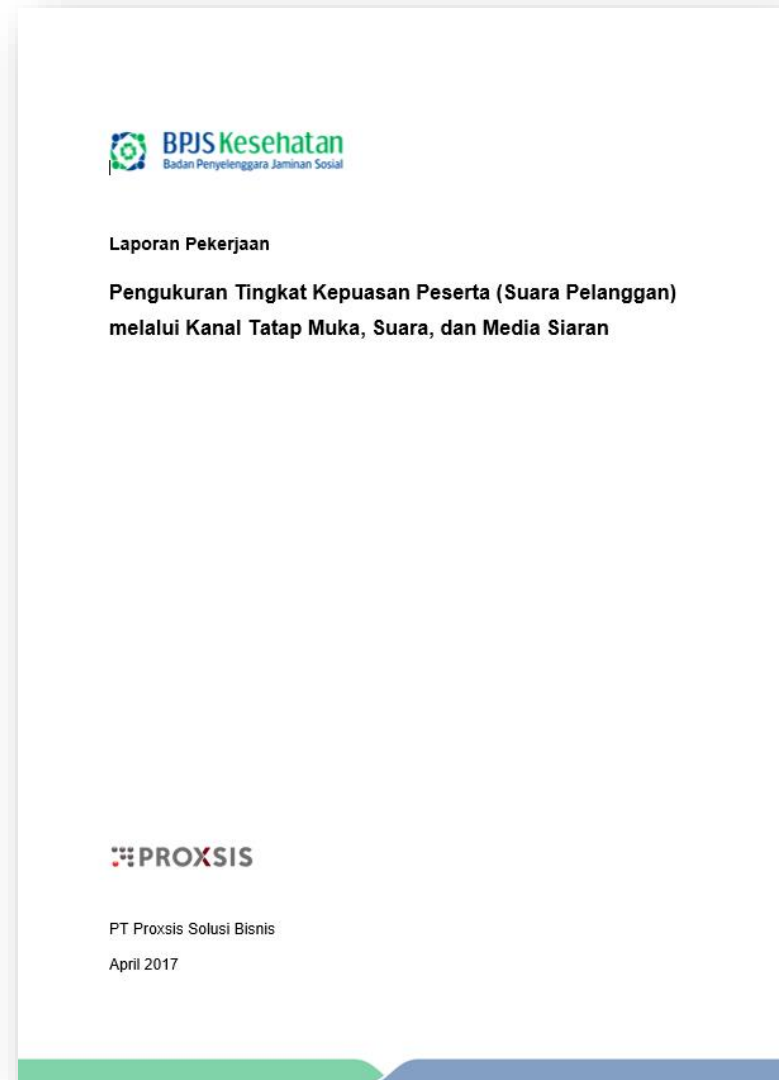 BPJS Kesehatan
Badan Penyelenggara Jaminan Sosial
Laporan Pekerjaan
Pengukuran Tingkat Kepuasan Peserta (Suara Pelanggan)
melalui Kanal Tatap Muka, Suara, dan Media Siaran
PROXSIS
PT Proxsis Solusi Bisnis
April 2017